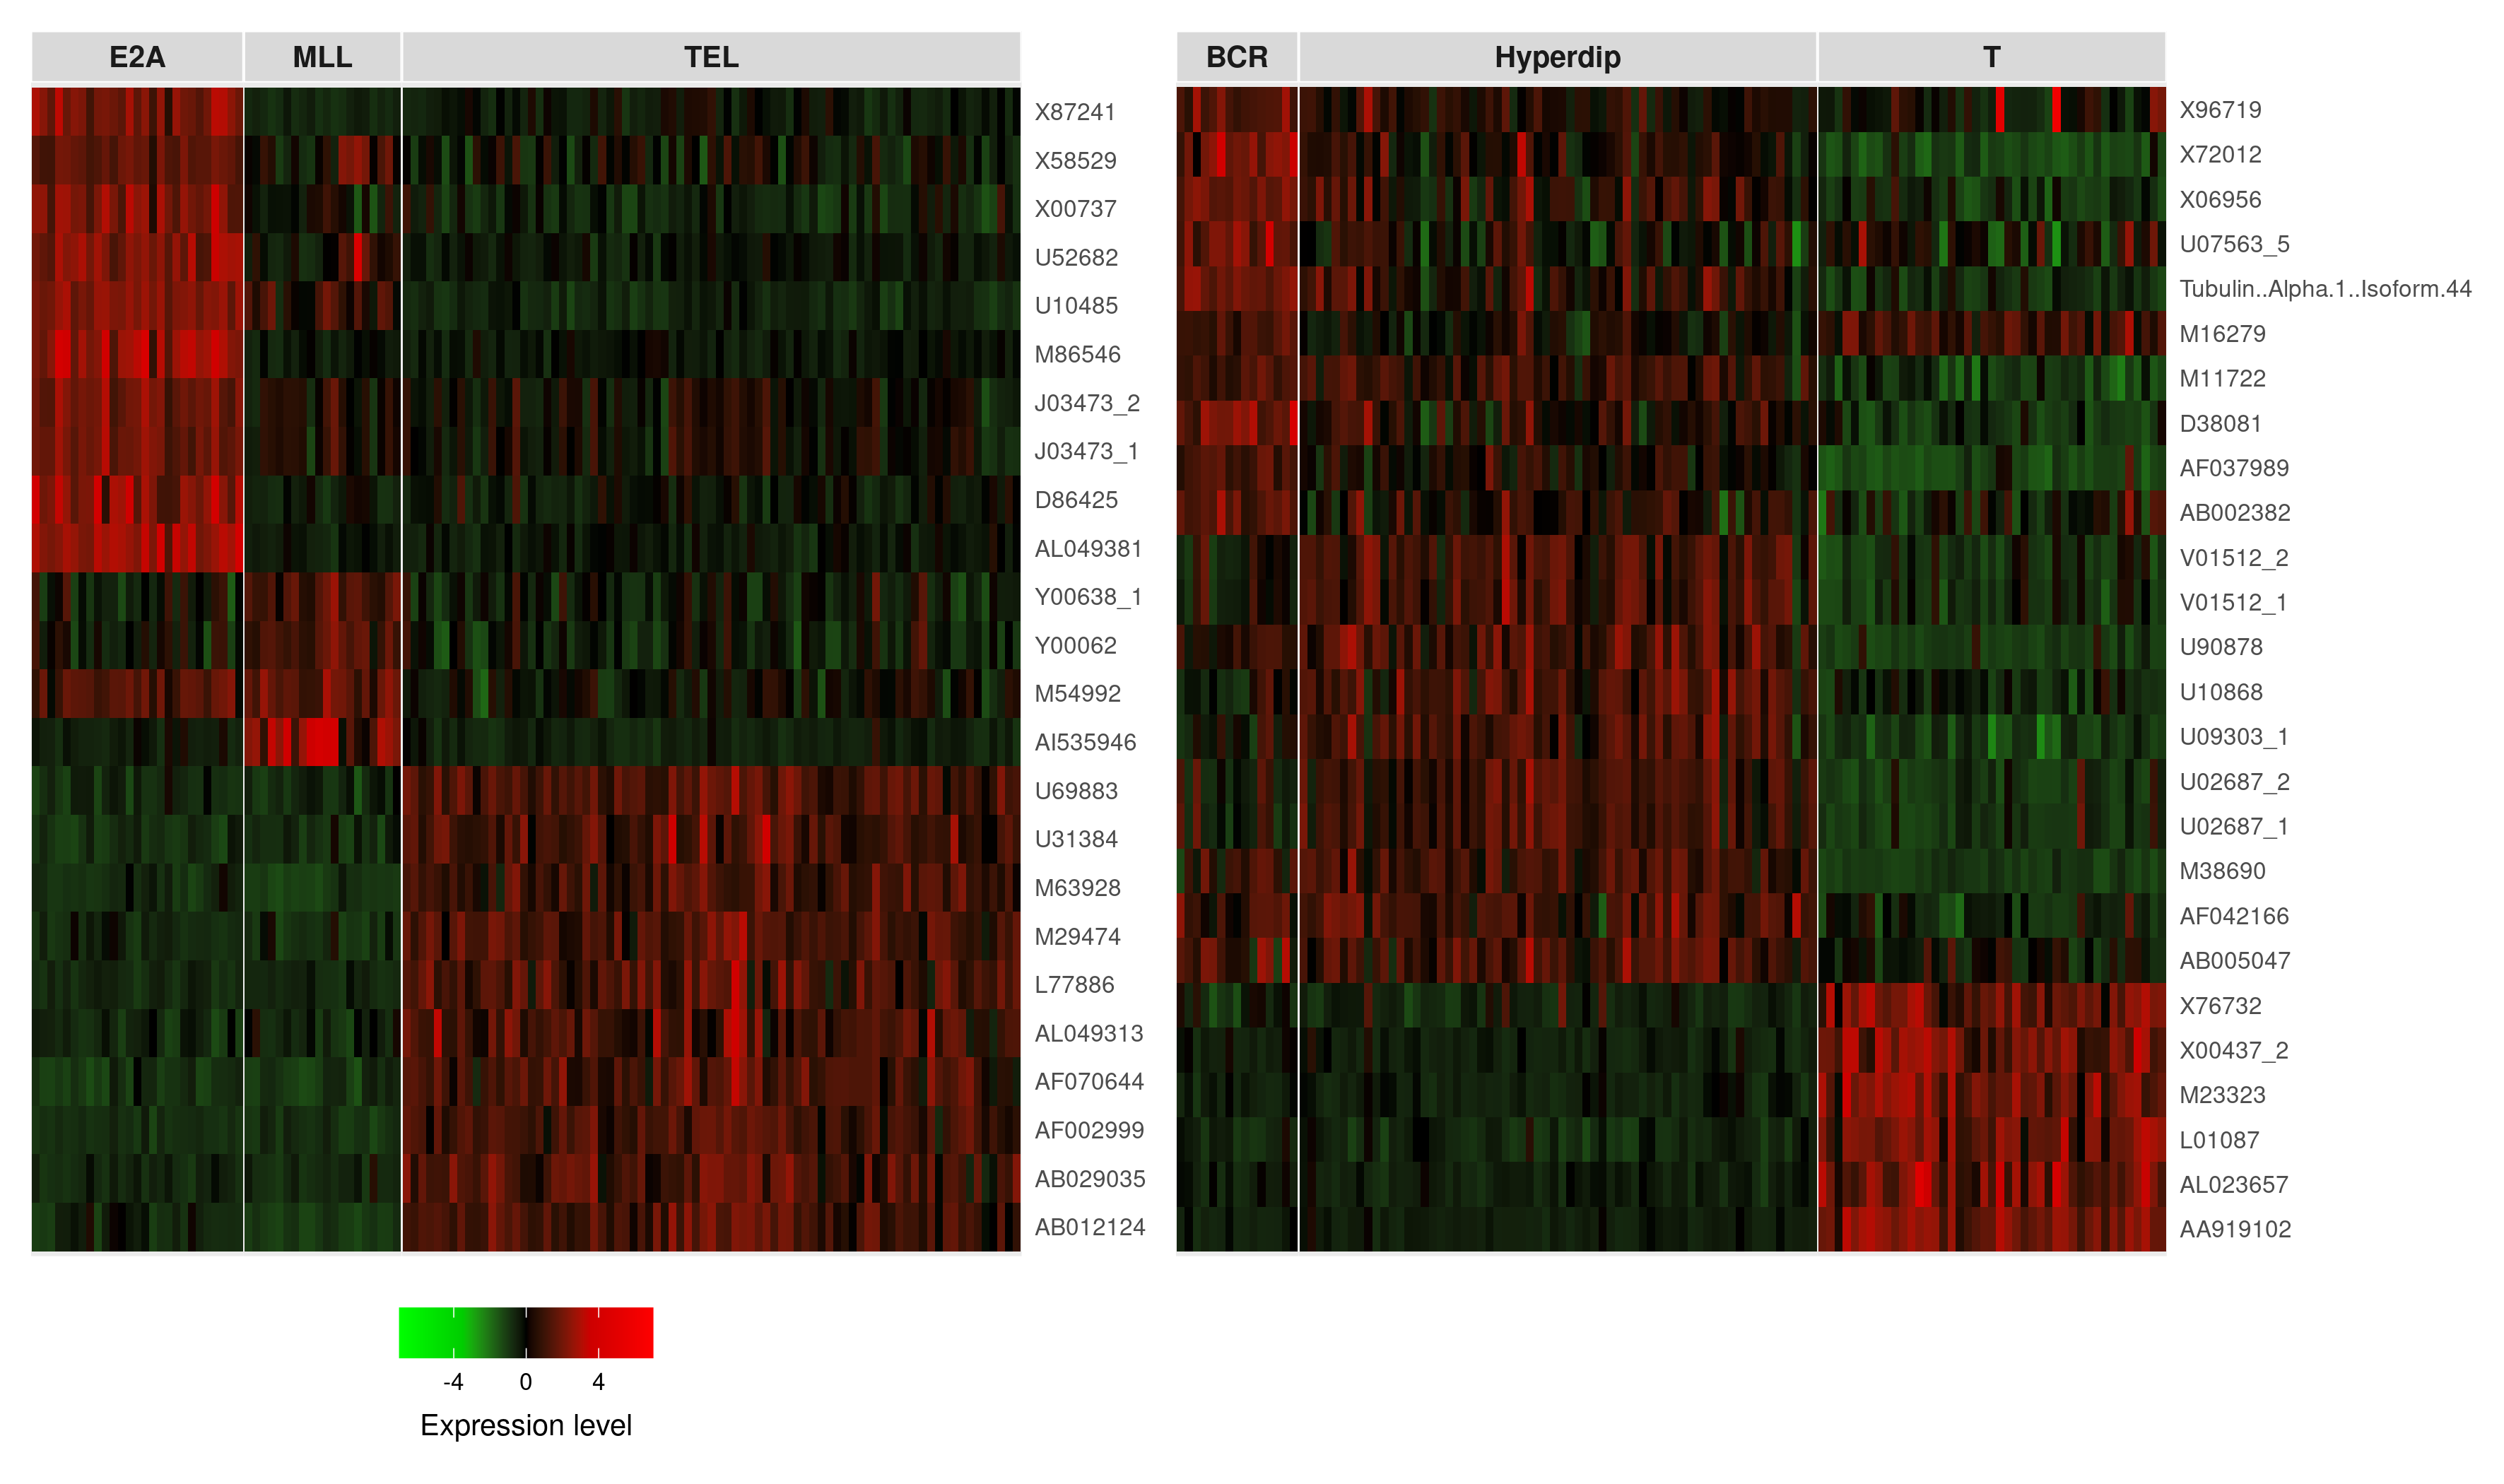 E2A MLL TEL
X87241
X58529
X00737
U52682
U10485
M86546
J03473_2
J03473_1
D86425
AL049381
Y00638_1
Y00062
M54992
AI535946
U69883
U31384
M63928
M29474
L77886
AL049313
AF070644
AF002999
AB029035
AB012124
BCR Hyperdip T
X96719
X72012
X06956
U07563_5
Tubulin..Alpha.1..Isoform.44
M16279
M11722
D38081
AF037989
AB002382
V01512_2
V01512_1
U90878
U10868
U09303_1
U02687_2
U02687_1
M38690
AF042166
AB005047
X76732
X00437_2
M23323
L01087
AL023657
AA919102
-4 0 4
Expression level